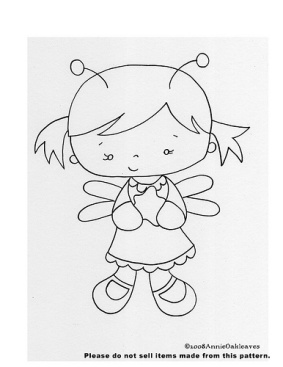 ©2008AnnieOakleaves
Please do not sell items made from this pattern.